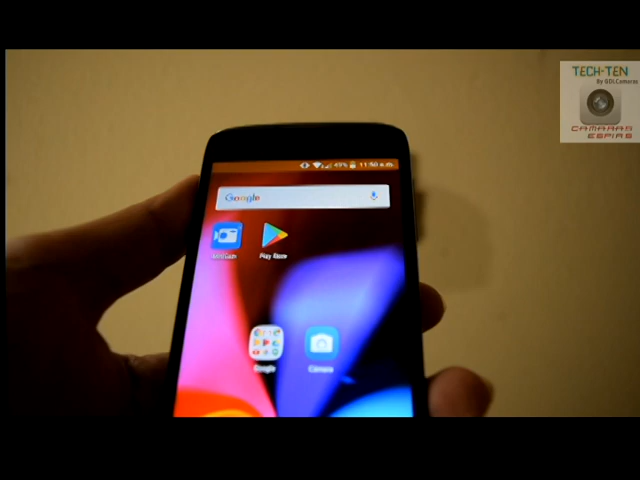 TECH-TEN
By GDLCameras
CAMARAS
ESPIAS
49% 11:50 a.m.
Google
Play Store
Google
Cámara